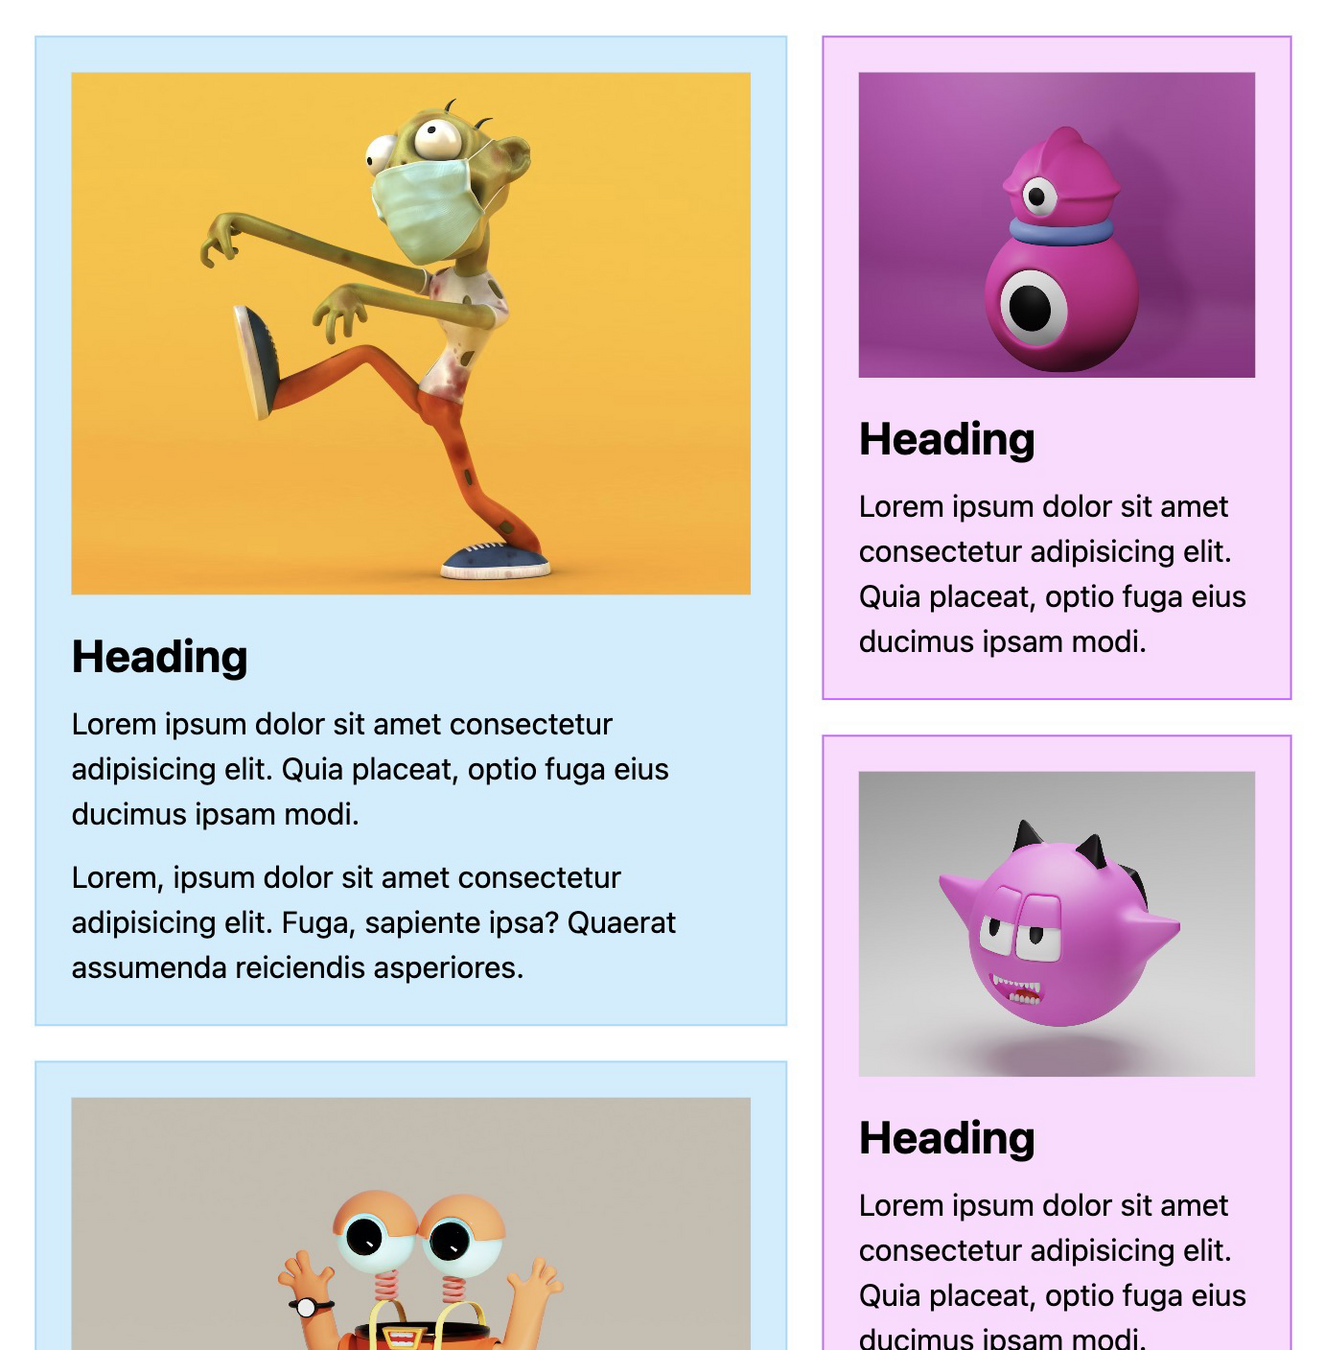 Heading
Lorem ipsum dolor sit amet consectetur
adipisicing elit. Quia placeat, optio fuga eius
ducimus ipsam modi.
Lorem, ipsum dolor sit amet consectetur
adipisicing elit. Fuga, sapiente ipsa? Quaerat
assumenda reiciendis asperiores.
Heading
Lorem ipsum dolor sit amet
consectetur adipisicing elit.
Quia placeat, optio fuga eius
ducimus ipsam modi.
Heading
Lorem ipsum dolor sit amet
consectetur adipisicing elit.
Quia placeat, optio fuga eius
ducimus ipsam modi.